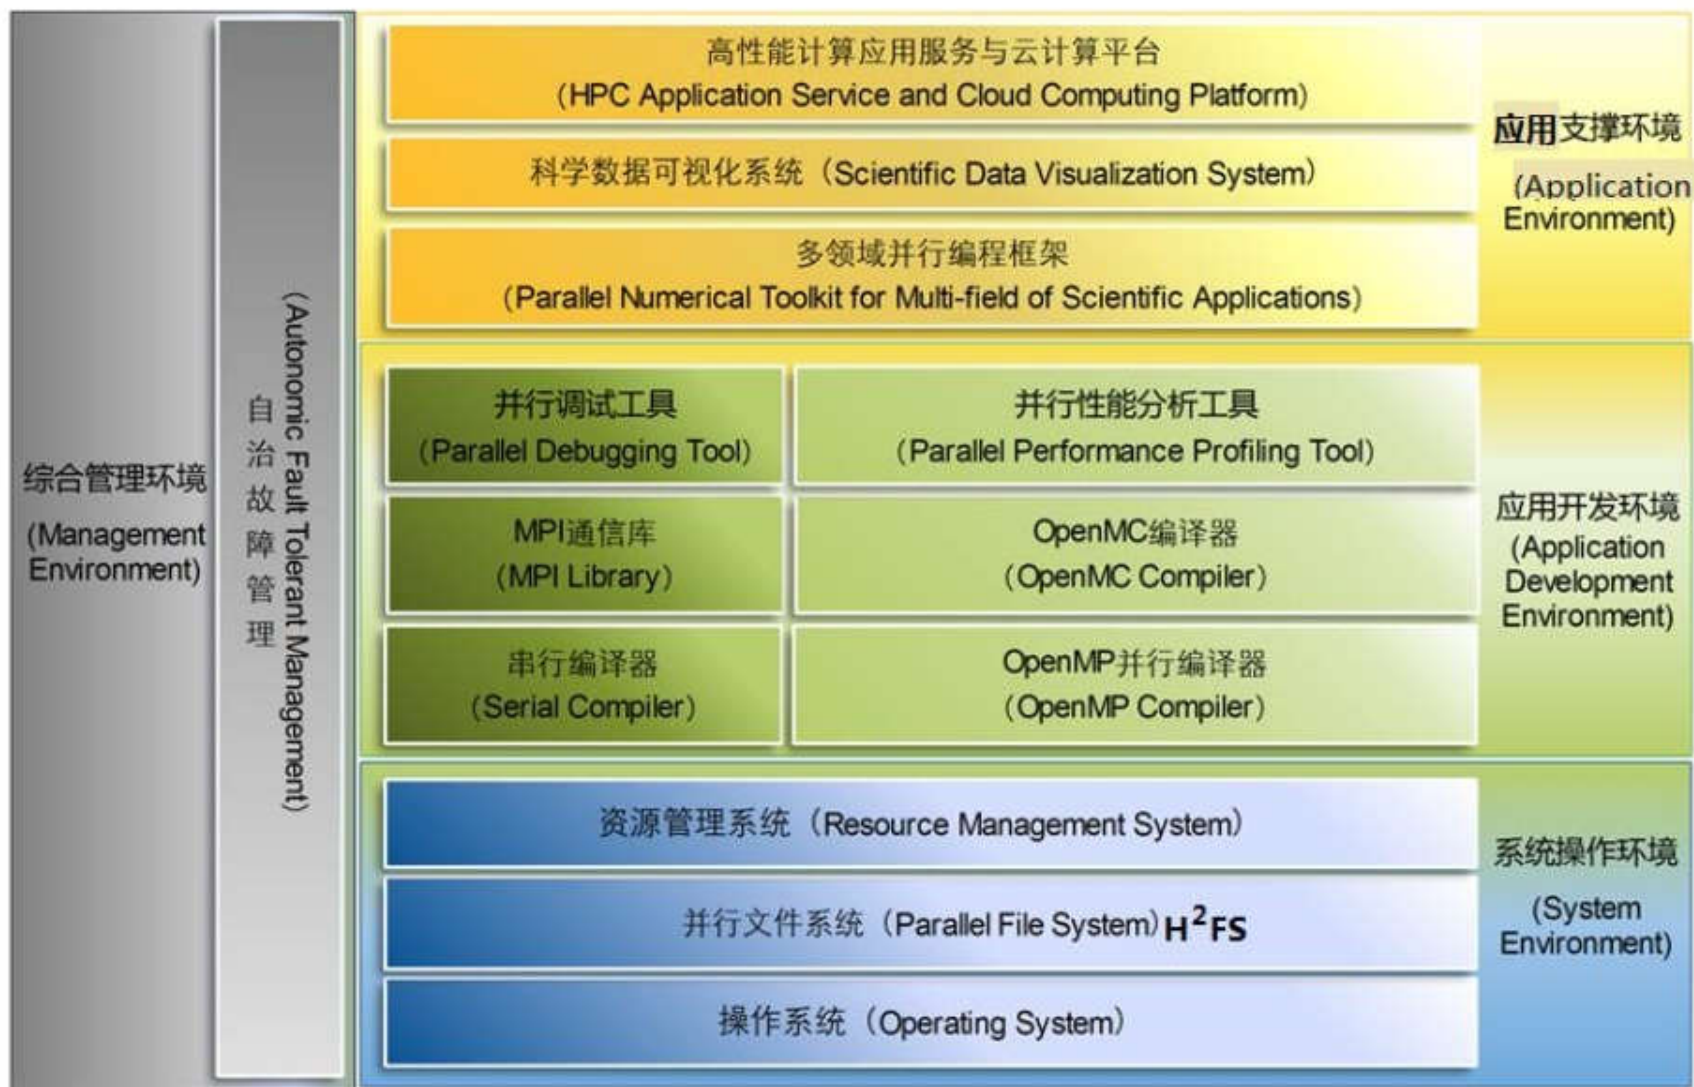 综合管理环境
(Management
Environment)
自治故障管理
(Autonomic Fault Tolerant Management)
高性能计算应用服务与云计算平台
(HPC Application Service and Cloud Computing Platform)
科学数据可视化系统 (Scientific Data Visualization System)
多领域并行编程框架
(Parallel Numerical Toolkit for Multi-field of Scientific Applications)
应用支撑环境
(Application
Environment)
并行调试工具
(Parallel Debugging Tool)
并行性能分析工具
(Parallel Performance Profiling Tool)
MPI通信库
(MPI Library)
OpenMC编译器
(OpenMC Compiler)
串行编译器
(Serial Compiler)
OpenMP并行编译器
(OpenMP Compiler)
应用开发环境
(Application
Development
Environment)
资源管理系统 (Resource Management System)
并行文件系统 (Parallel File System) H²FS
操作系统 (Operating System)
系统操作环境
(System
Environment)